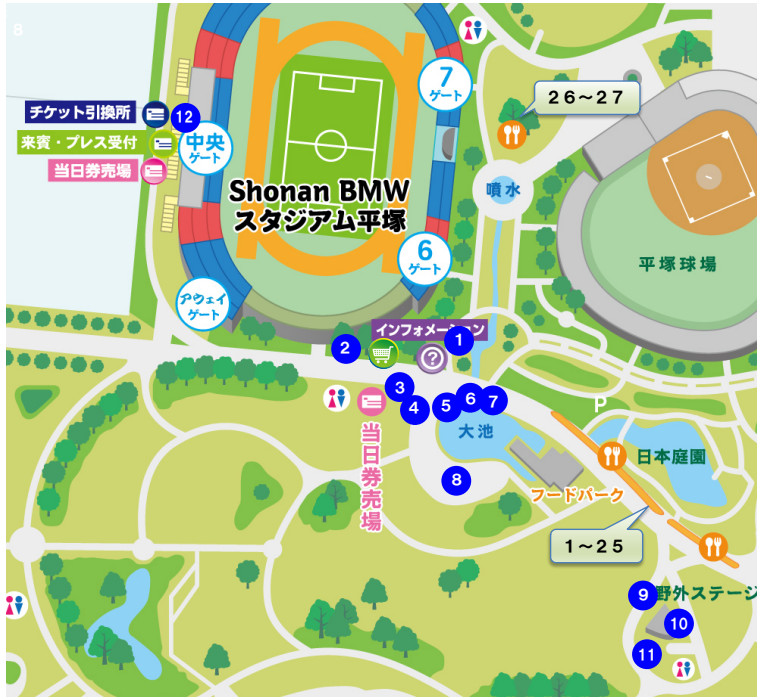 8
7
ゲート
26～27
チケット引換所
12
来賓・プレス受付
中央
ゲート
当日券売場
噴水
Shonan BMW
スタジアム平塚
6
ゲート
平塚球場
アウェイ
ゲート
インフォメーション
1
2
?
3
4
5
6
7
P
当日券売場
大池
日本庭園
8
フードパーク
1～25
9
野外ステージ
10
11